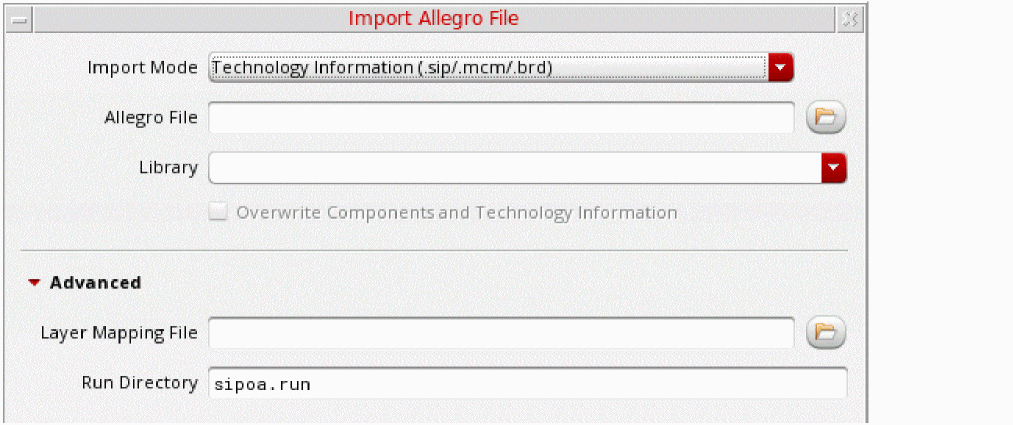 Import Allegro File
Import Mode Technology Information (.sip/.mcm/.brd)
Allegro File
Library
Overwrite Components and Technology Information
Advanced
Layer Mapping File
Run Directory sipoa.run